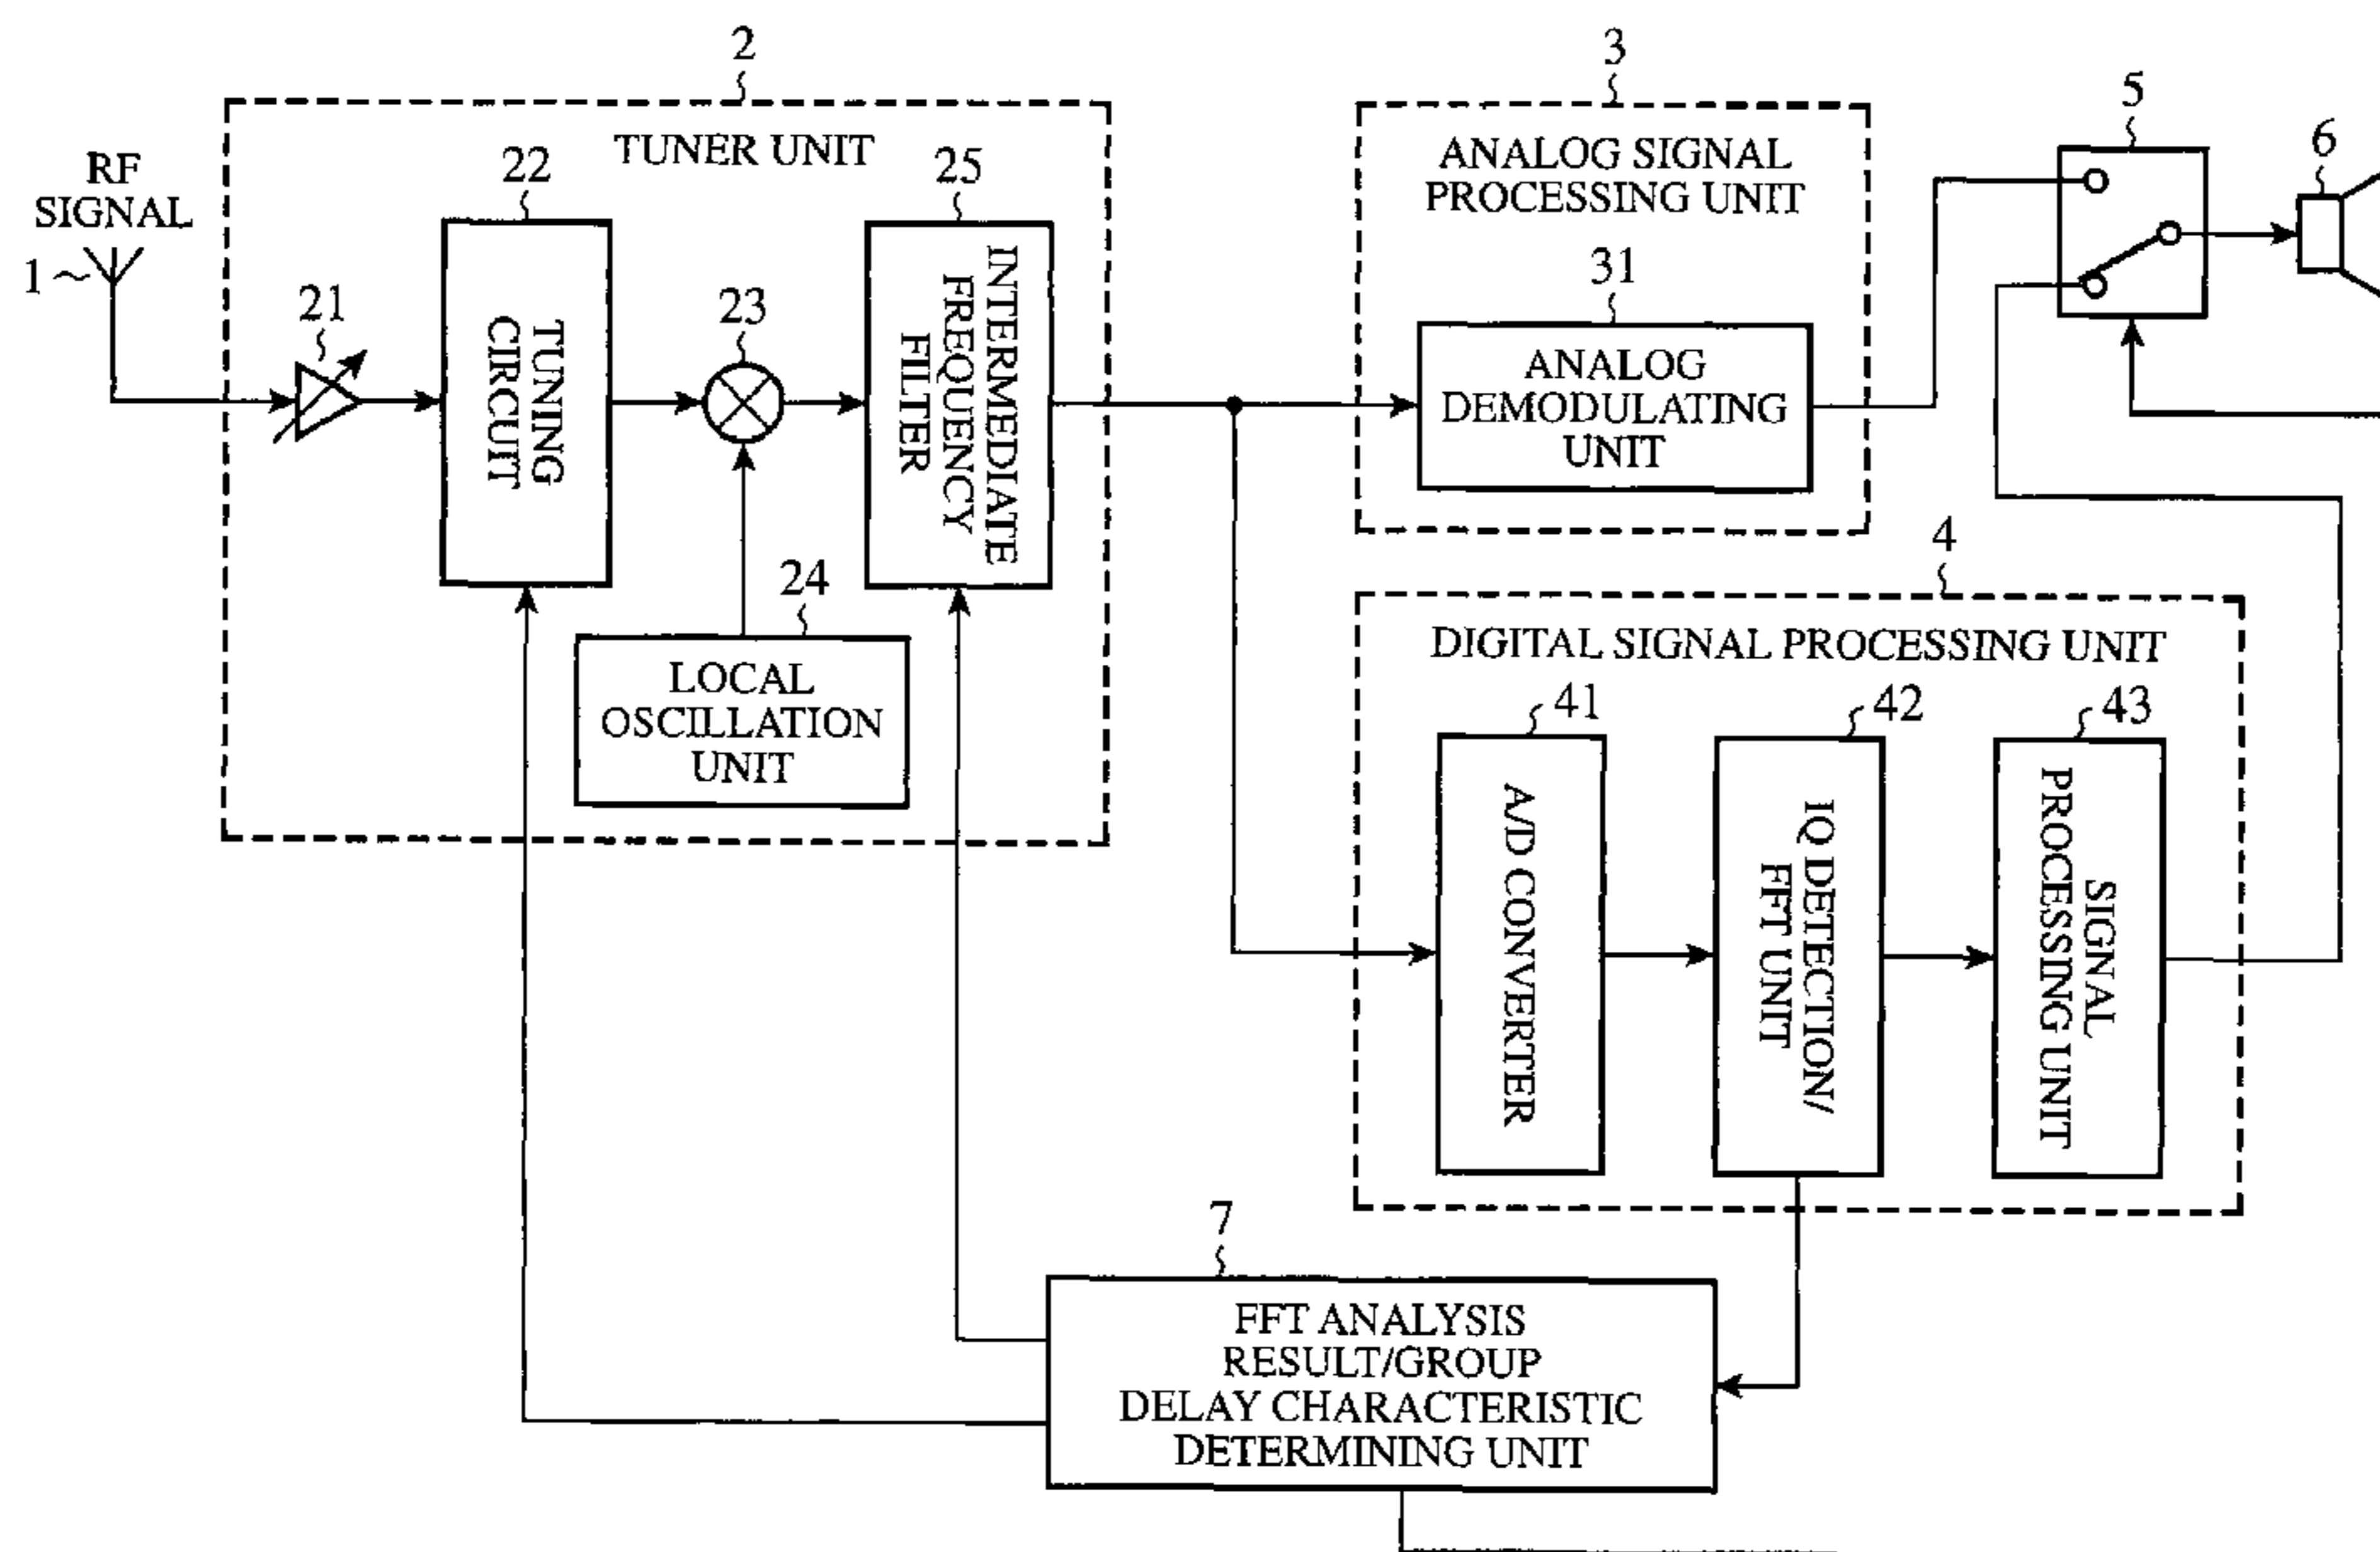 2
3
5
6
TUNER UNIT
RF
SIGNAL
1
21
22
TUNING
CIRCUIT
23
25
INTERMEDIATE
FREQUENCY
FILTER
24
LOCAL
OSCILLATION
UNIT
ANALOG SIGNAL
PROCESSING UNIT
31
ANALOG
DEMODULATING
UNIT
4
DIGITAL SIGNAL PROCESSING UNIT
41
A/D CONVERTER
42
IQ DETECTION/
FFT UNIT
43
SIGNAL
PROCESSING UNIT
7
FFT ANALYSIS
RESULT/GROUP
DELAY CHARACTERISTIC
DETERMINING UNIT